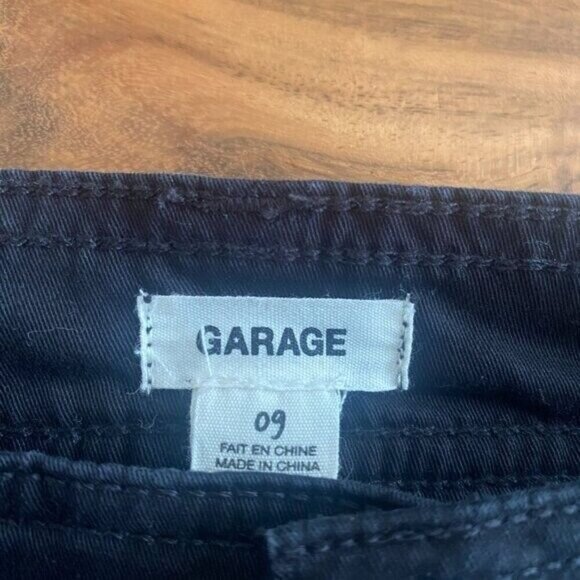 GARAGE
09
FAIT EN CHINE
MADE IN CHINA